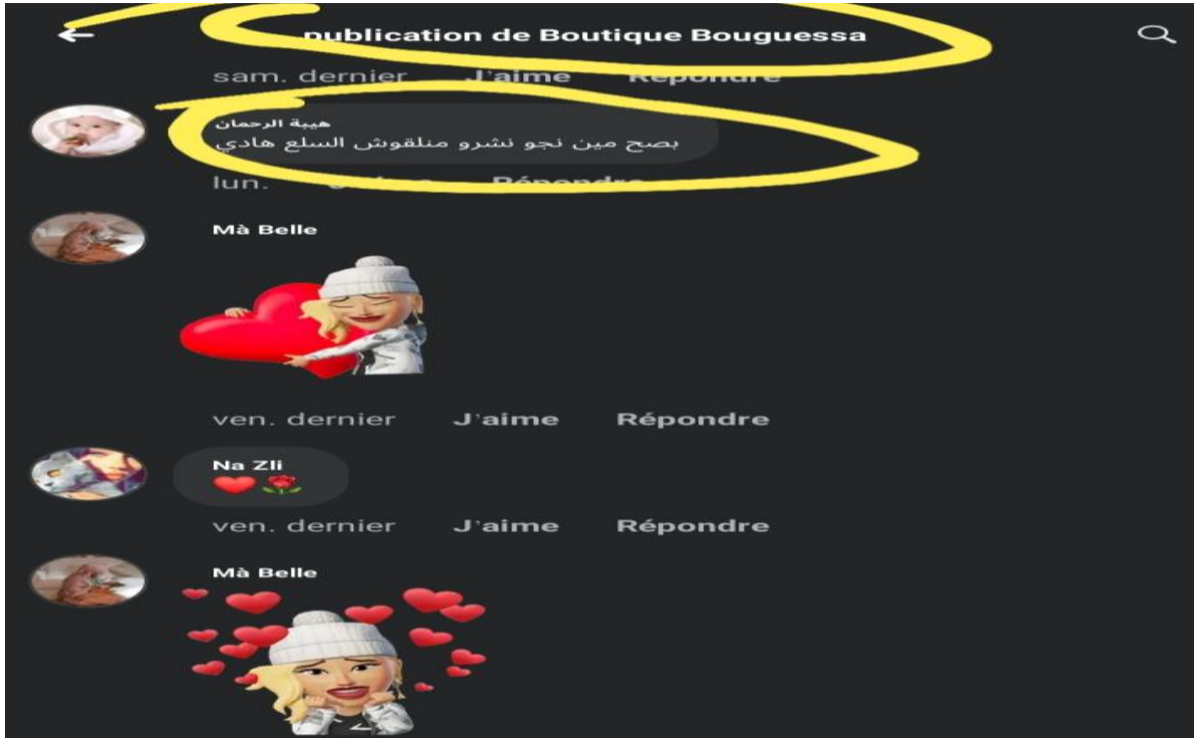 publication de Boutique Bouguessa
sam. dernier J'aime Répondre
هيبة الرحمان
بصح مين نجو نشرو منلقوش السلع هادي
lun. Répondre
Mà Belle
ven. dernier J'aime Répondre
Na Zli
ven. dernier J'aime Répondre
Mà Belle